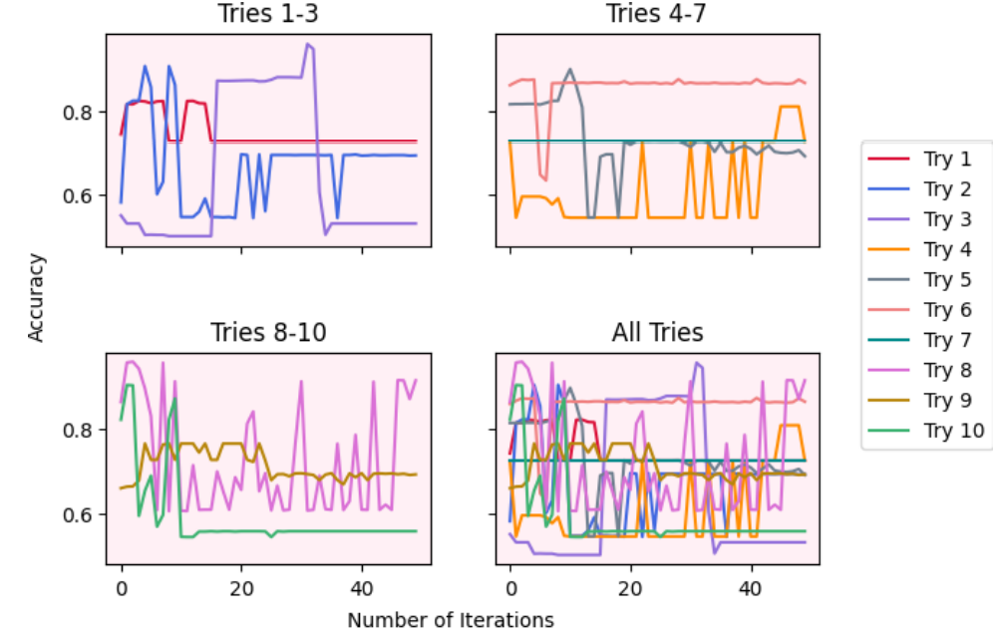 Tries 1-3
Tries 4-7
0.8
0.6
Accuracy
Tries 8-10
All Tries
0.8
0.6
0
20
40
0
20
40
Number of Iterations
Try 1
Try 2
Try 3
Try 4
Try 5
Try 6
Try 7
Try 8
Try 9
Try 10